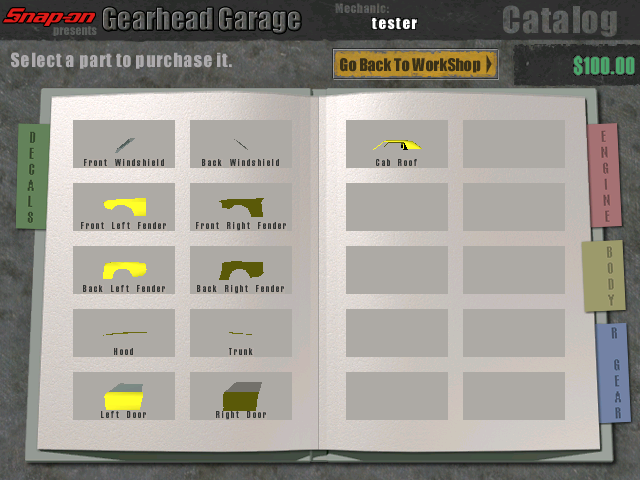 Snap-on
presents
Gearhead Garage
Mechanic:
tester
Catalog
Select a part to purchase it.
Go Back To WorkShop
$100.00
DECALS
Front Windshield
Back Windshield
Front Left Fender
Front Right Fender
Back Left Fender
Back Right Fender
Hood
Trunk
Left Door
Right Door
Cab Roof
ENGINE
BODY
R GEAR